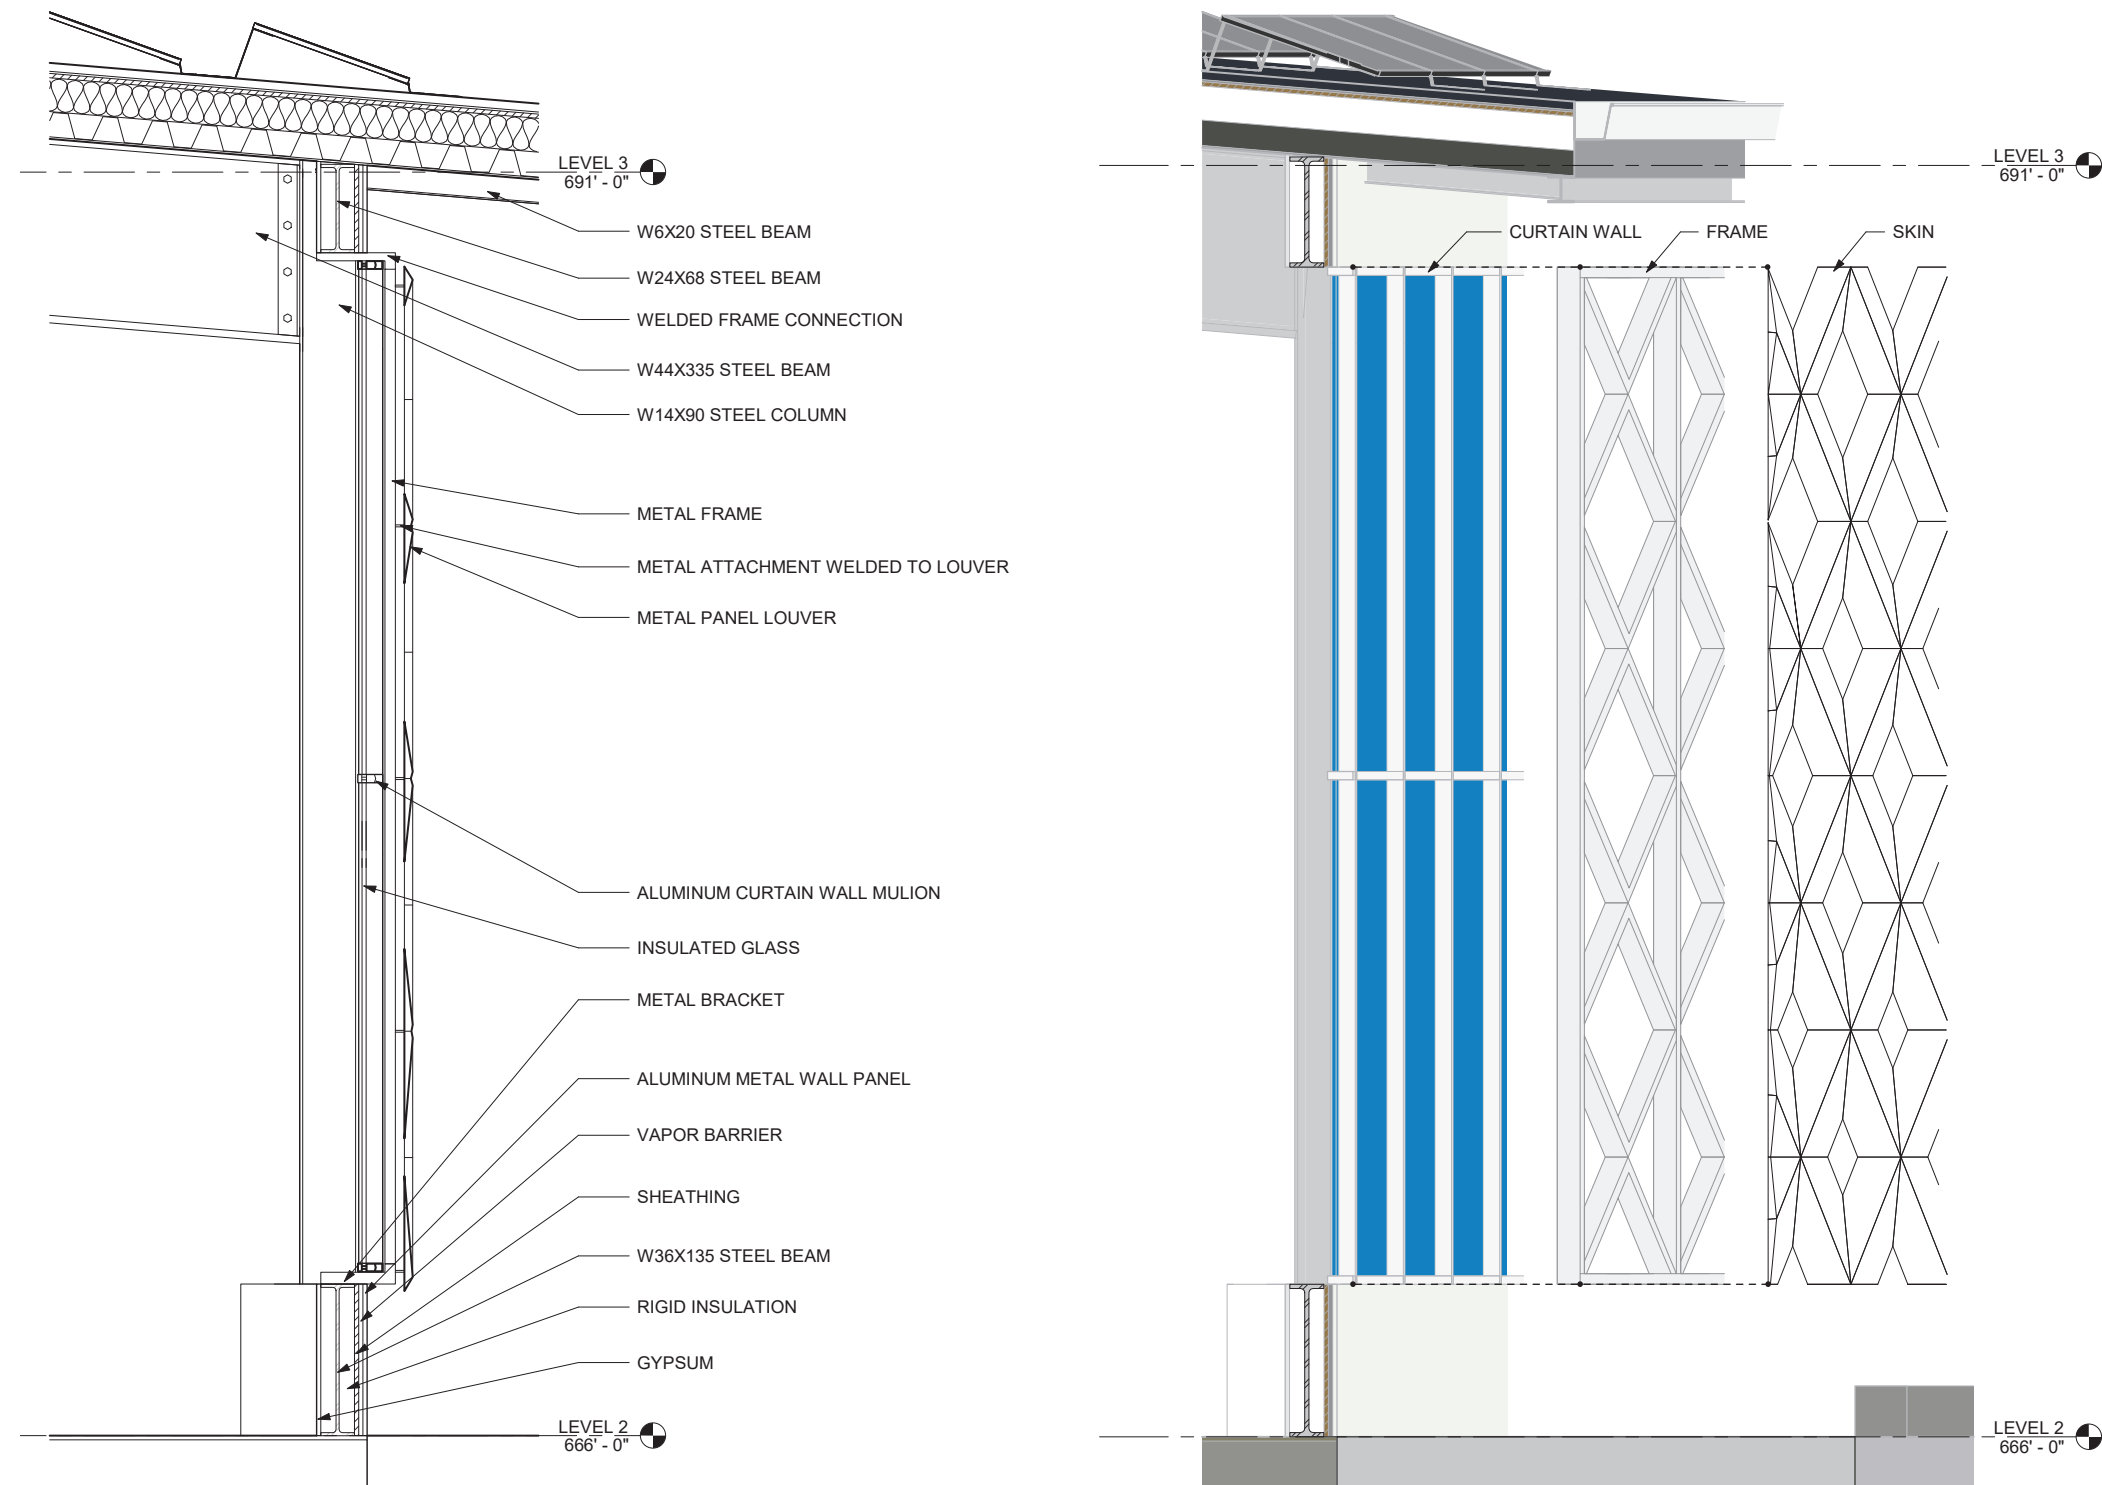 LEVEL 3
691' - 0"
W6X20 STEEL BEAM
W24X68 STEEL BEAM
WELDED FRAME CONNECTION
W44X335 STEEL BEAM
W14X90 STEEL COLUMN
METAL FRAME
METAL ATTACHMENT WELDED TO LOUVER
METAL PANEL LOUVER
ALUMINUM CURTAIN WALL MULION
INSULATED GLASS
METAL BRACKET
ALUMINUM METAL WALL PANEL
VAPOR BARRIER
SHEATHING
W36X135 STEEL BEAM
RIGID INSULATION
GYPSUM
LEVEL 2
666' - 0"
LEVEL 3
691' - 0"
CURTAIN WALL
FRAME
SKIN
LEVEL 2
666' - 0"